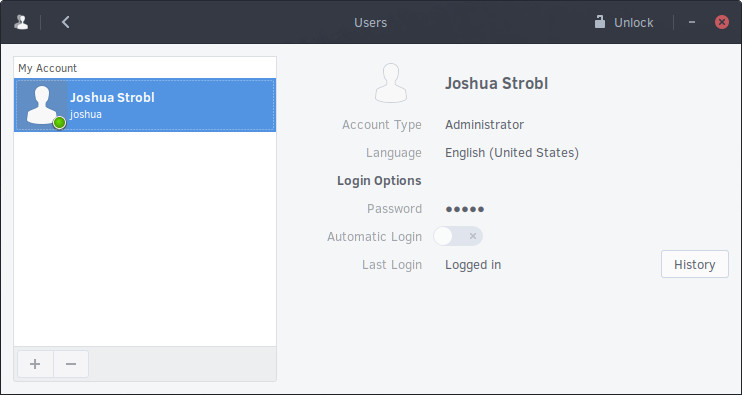 Users
Unlock
My Account
Joshua Strobl
joshua
Joshua Strobl
Account Type Administrator
Language English (United States)
Login Options
Password •••••
Automatic Login
Last Login Logged in History